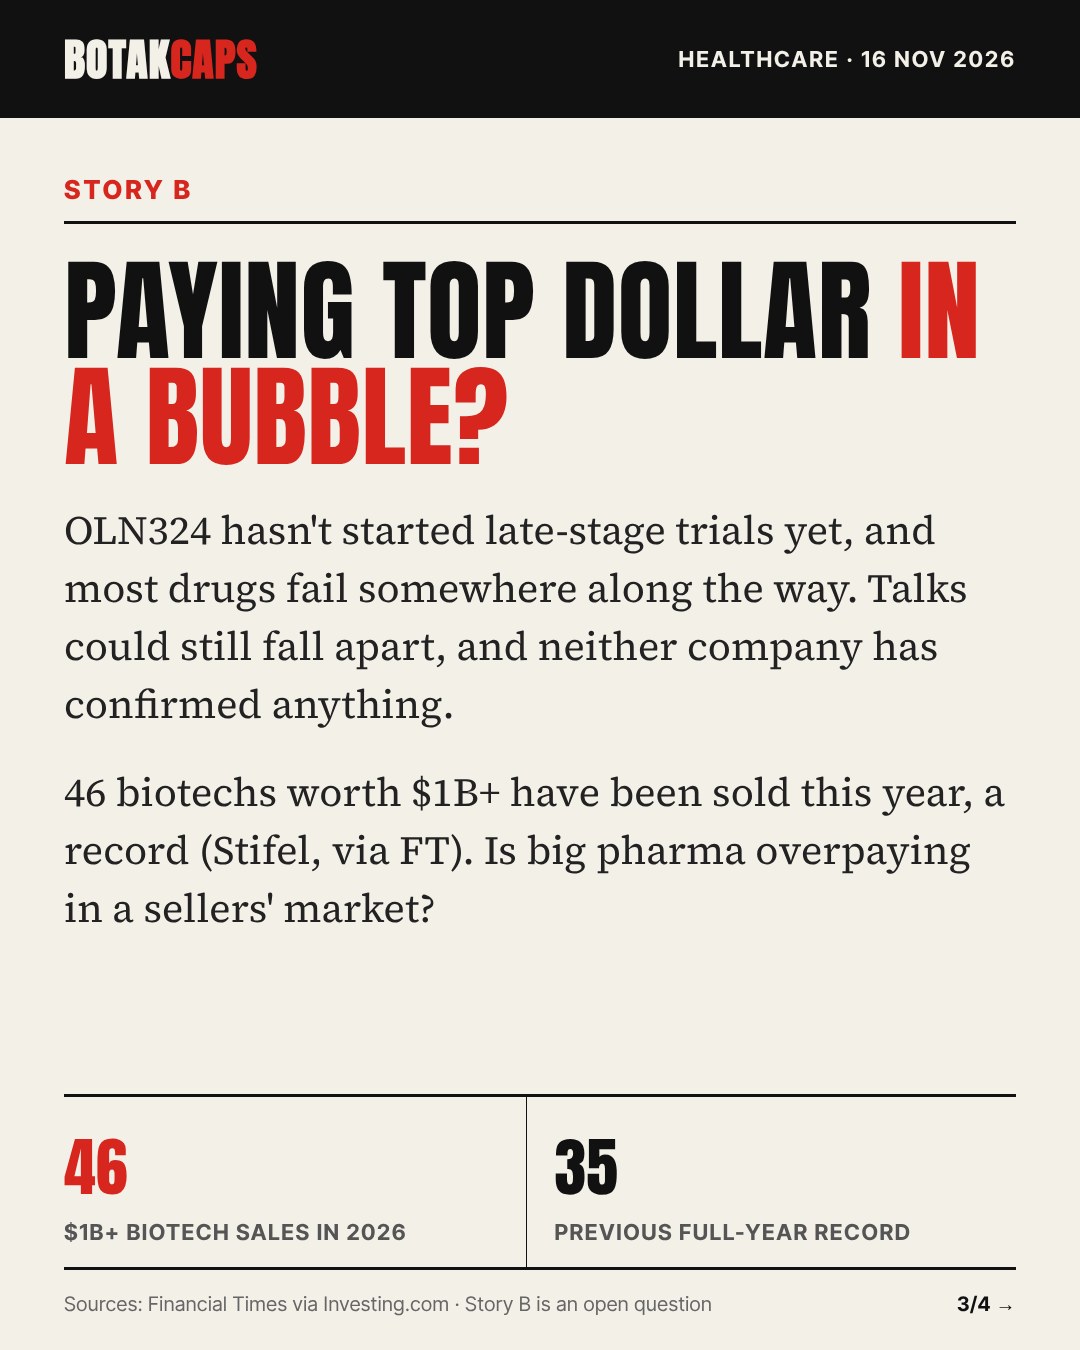 BOTAKCAPS
HEALTHCARE · 16 NOV 2026
STORY B
PAYING TOP DOLLAR IN
A BUBBLE?
OLN324 hasn't started late-stage trials yet, and
most drugs fail somewhere along the way. Talks
could still fall apart, and neither company has
confirmed anything.
46 biotechs worth $1B+ have been sold this year, a
record (Stifel, via FT). Is big pharma overpaying
in a sellers' market?
46
$1B+ BIOTECH SALES IN 2026
35
PREVIOUS FULL-YEAR RECORD
Sources: Financial Times via Investing.com · Story B is an open question
3/4 →